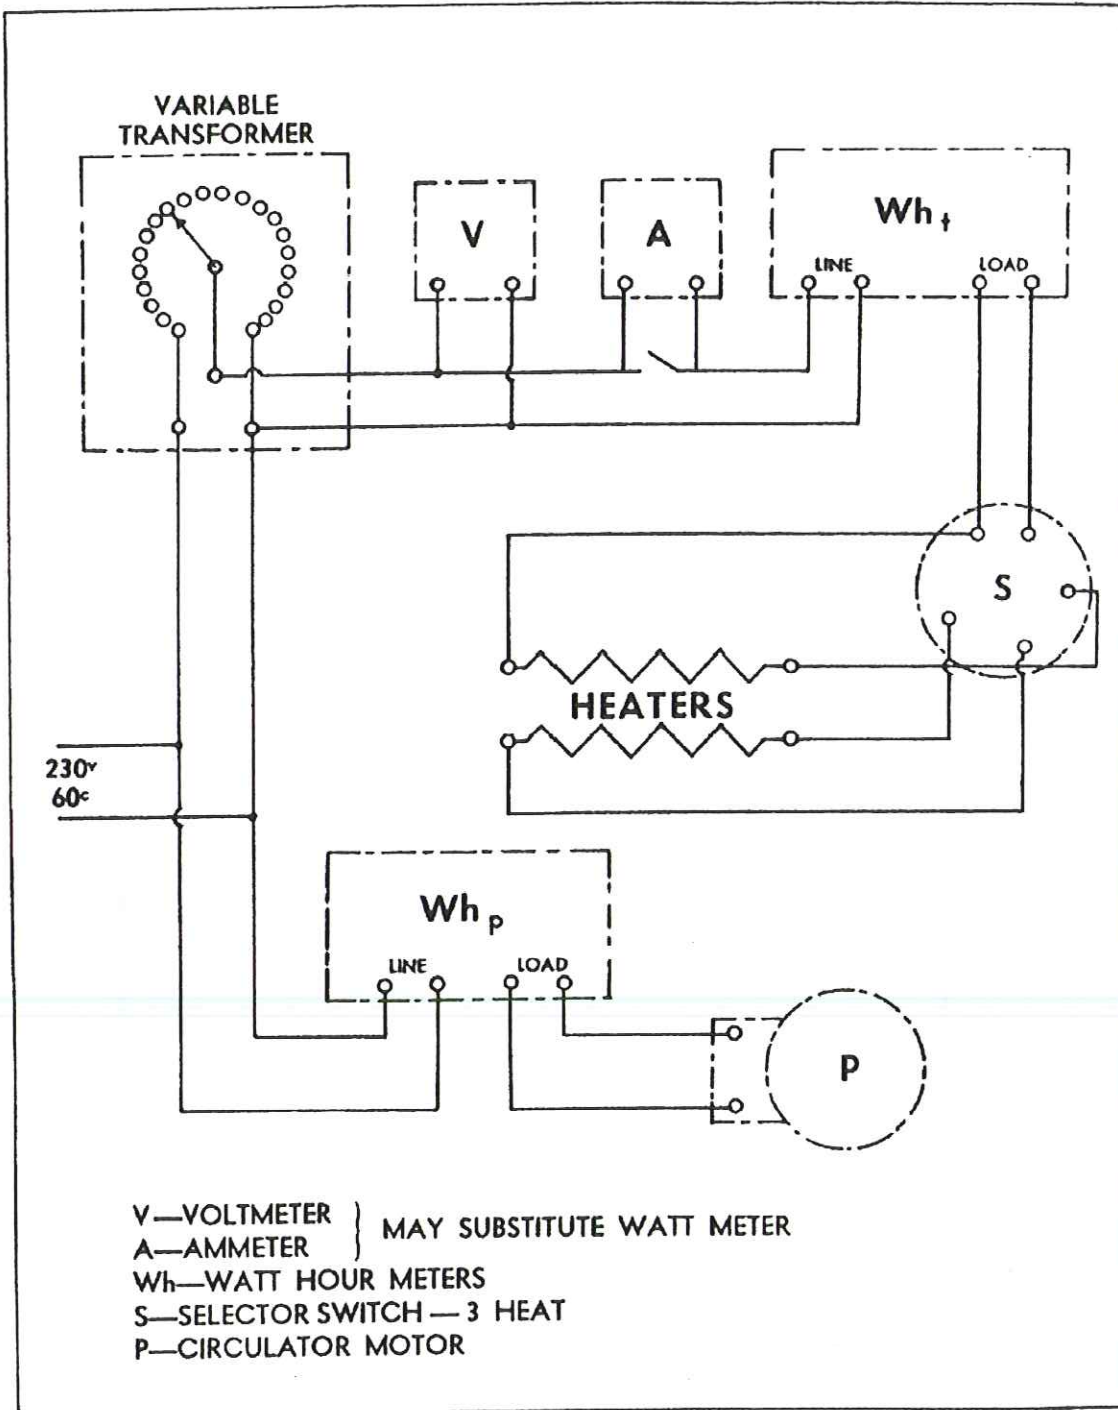 VARIABLE
TRANSFORMER
V
A
Wh t
LINE
LOAD
S
HEATERS
230v
60c
Wh p
LINE
LOAD
P
V—VOLTMETER
A—AMMETER
MAY SUBSTITUTE WATT METER
Wh—WATT HOUR METERS
S—SELECTOR SWITCH — 3 HEAT
P—CIRCULATOR MOTOR